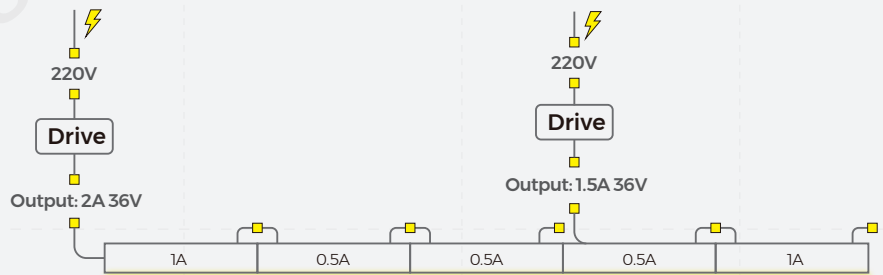 220V
220V
Drive
Drive
Output: 2A 36V
Output: 1.5A 36V
1A
0.5A
0.5A
0.5A
1A